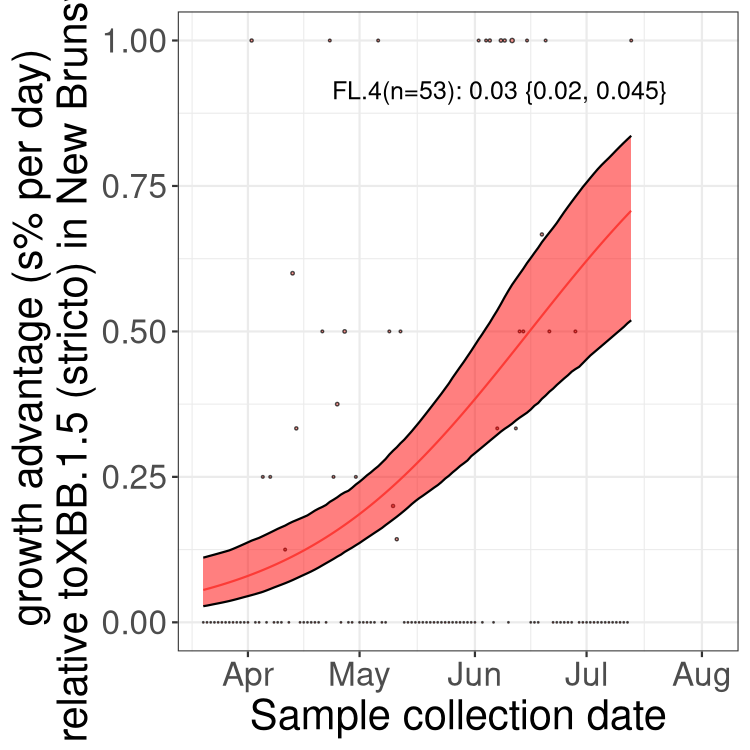 growth advantage (s% per day)
relative toXBB.1.5 (stricto) in New
1.00
0.75
0.50
0.25
0.00
FL.4(n=53): 0.03 {0.02, 0.045}
Apr May Jun Jul Aug
Sample collection date